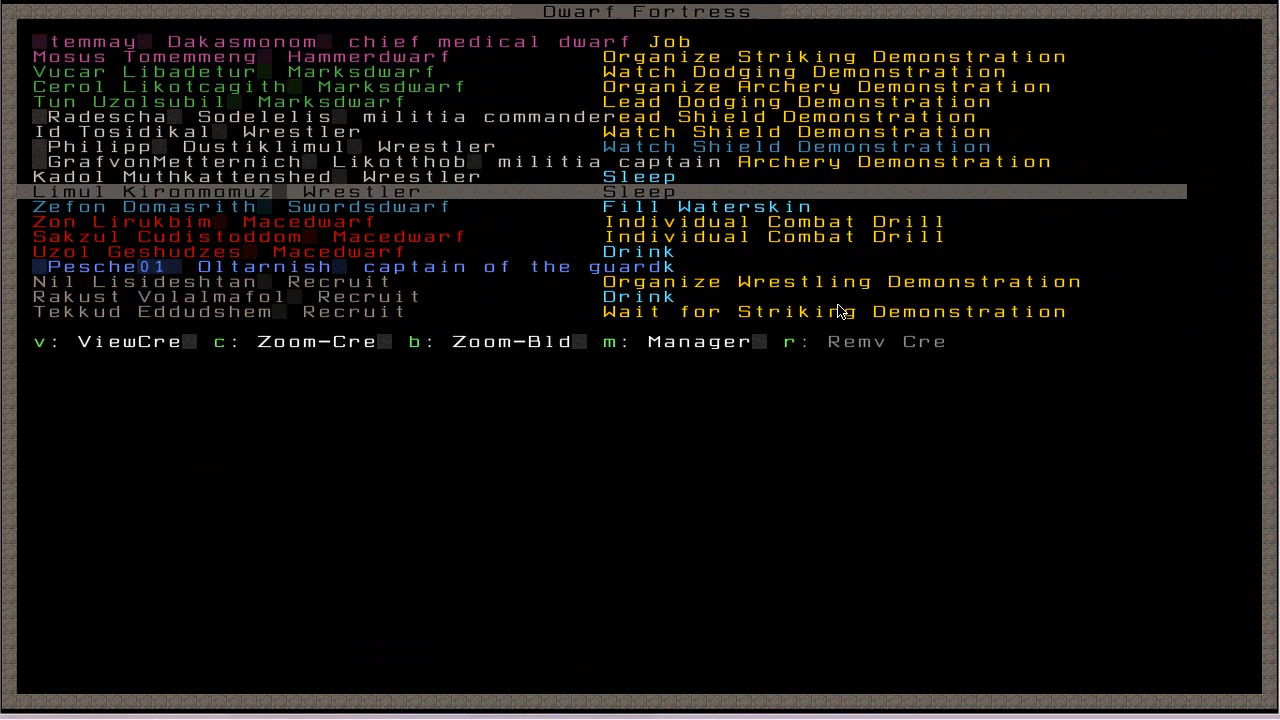 Dwarf Fortress
temmay Dakasmonom chief medical dwarf Job
Mosus Tomemmeng Hammerdwarf Organize Striking Demonstration
Vucar Libadetur Marksdwarf Watch Dodging Demonstration
Cerol Likotcagith Marksdwarf Organize Archery Demonstration
Tun Uzolsubil Marksdwarf Lead Dodging Demonstration
Radescha Sodelelis militia commanderead Shield Demonstration
Id Tosidikal Wrestler Watch Shield Demonstration
Philipp Dustiklimul Wrestler Watch Shield Demonstration
GrafvonMetternich Likotthob militia captain Archery Demonstration
Kadol Muthkattenshed Wrestler Sleep
Limul Kironmomuz Wrestler Sleep
Zefon Domasrith Swordsdwarf Fill Waterskin
Zon Lirukbim Macedwarf Individual Combat Drill
Sakzul Cudistoddom Macedwarf Individual Combat Drill
Uzol Geshudzes Macedwarf Drink
Pesche01 Oltarnish captain of the guardk
Nil Lisideshtan Recruit Organize Wrestling Demonstration
Rakust Volalmafol Recruit Drink
Tekkud Eddudshem Recruit Wait for Striking Demonstration
v: ViewCre c: Zoom-Cre b: Zoom-Bld m: Manager r: Remv Cre